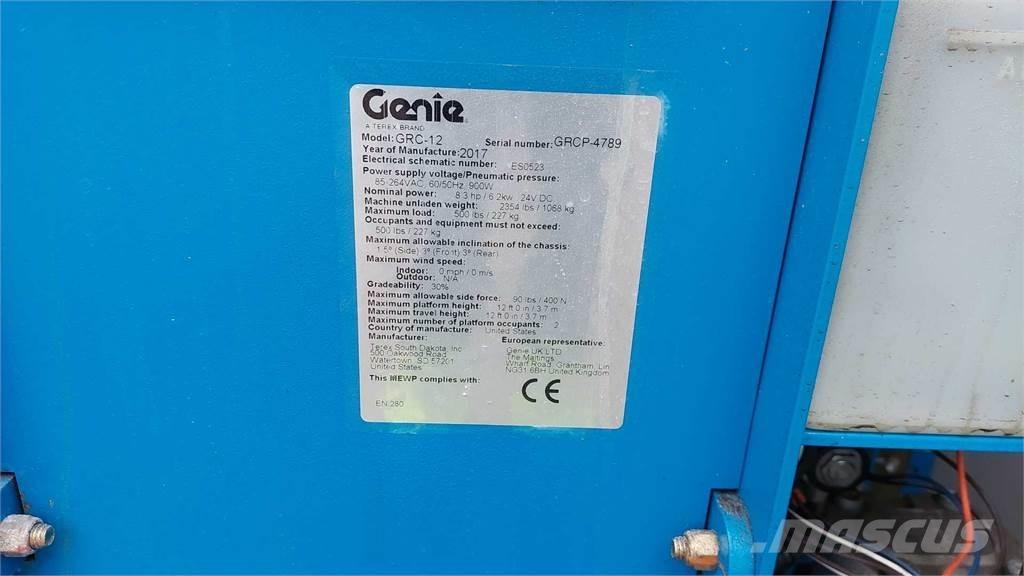 Genie
A TEREX BRAND
Model: GRC-12 Serial number: GRCP-4789
Year of Manufacture: 2017
Electrical schematic number: ES0523
Power supply voltage/Pneumatic pressure:
85-264VAC, 60/50Hz, 900W
Nominal power: 8.3 hp / 6.2kw 24V DC
Machine unladen weight: 2354 lbs / 1068 kg
Maximum load: 500 lbs / 227 kg
Occupants and equipment must not exceed:
500 lbs / 227 kg
Maximum allowable inclination of the chassis:
1.5° (Side) 3° (Front) 3° (Rear)
Maximum wind speed:
Indoor: 0 mph / 0 m/s
Outdoor: N/A
Gradeability: 30%
Maximum allowable side force: 90 lbs / 400 N
Maximum platform height: 12 ft 0 in / 3.7 m
Maximum travel height: 12 ft 0 in / 3.7 m
Maximum number of platform occupants: 2
Country of manufacture: United States
Manufacturer: European representative:
Terex South Dakota, Inc Genie UK LTD
500 Oakwood Road The Maltings
Watertown, SD 57201 Wharf Road, Grantham, Lin
United States NG31 6BH United Kingdom
This MEWP complies with: CE
EN 280
MASCUS